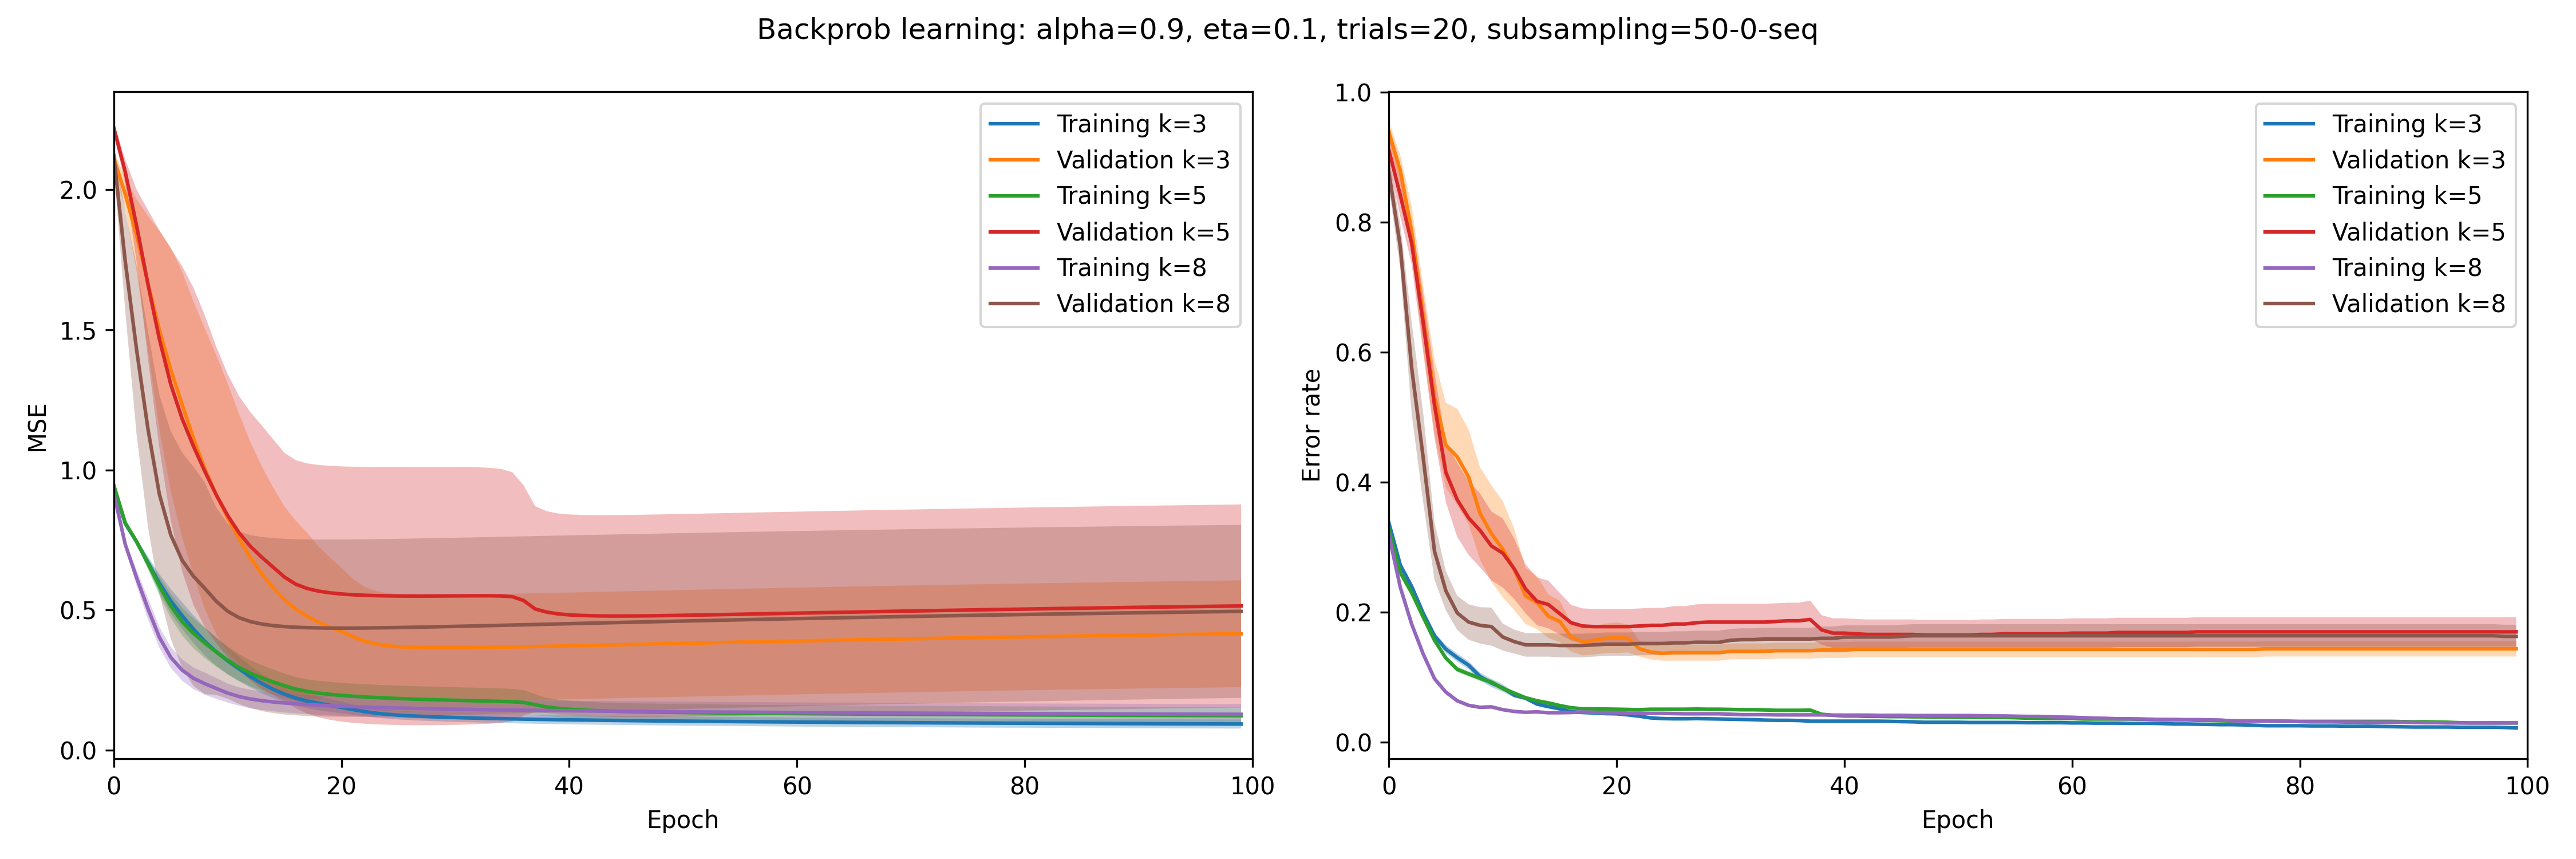 Backprob learning: alpha=0.9, eta=0.1, trials=20, subsampling=50-0-seq
MSE
2.0
1.5
1.0
0.5
0.0
0
20
40
60
80
100
Epoch
Training k=3
Validation k=3
Training k=5
Validation k=5
Training k=8
Validation k=8
Error rate
1.0
0.8
0.6
0.4
0.2
0.0
0
20
40
60
80
100
Epoch
Training k=3
Validation k=3
Training k=5
Validation k=5
Training k=8
Validation k=8